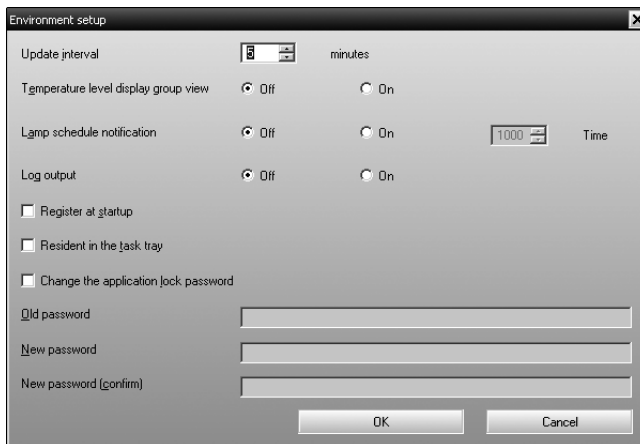 Environment setup
Update interval 5 minutes
Temperature level display group view Off On
Lamp schedule notification Off On 1000 Time
Log output Off On
Register at startup
Resident in the task tray
Change the application lock password
Old password
New password
New password (confirm)
OK Cancel